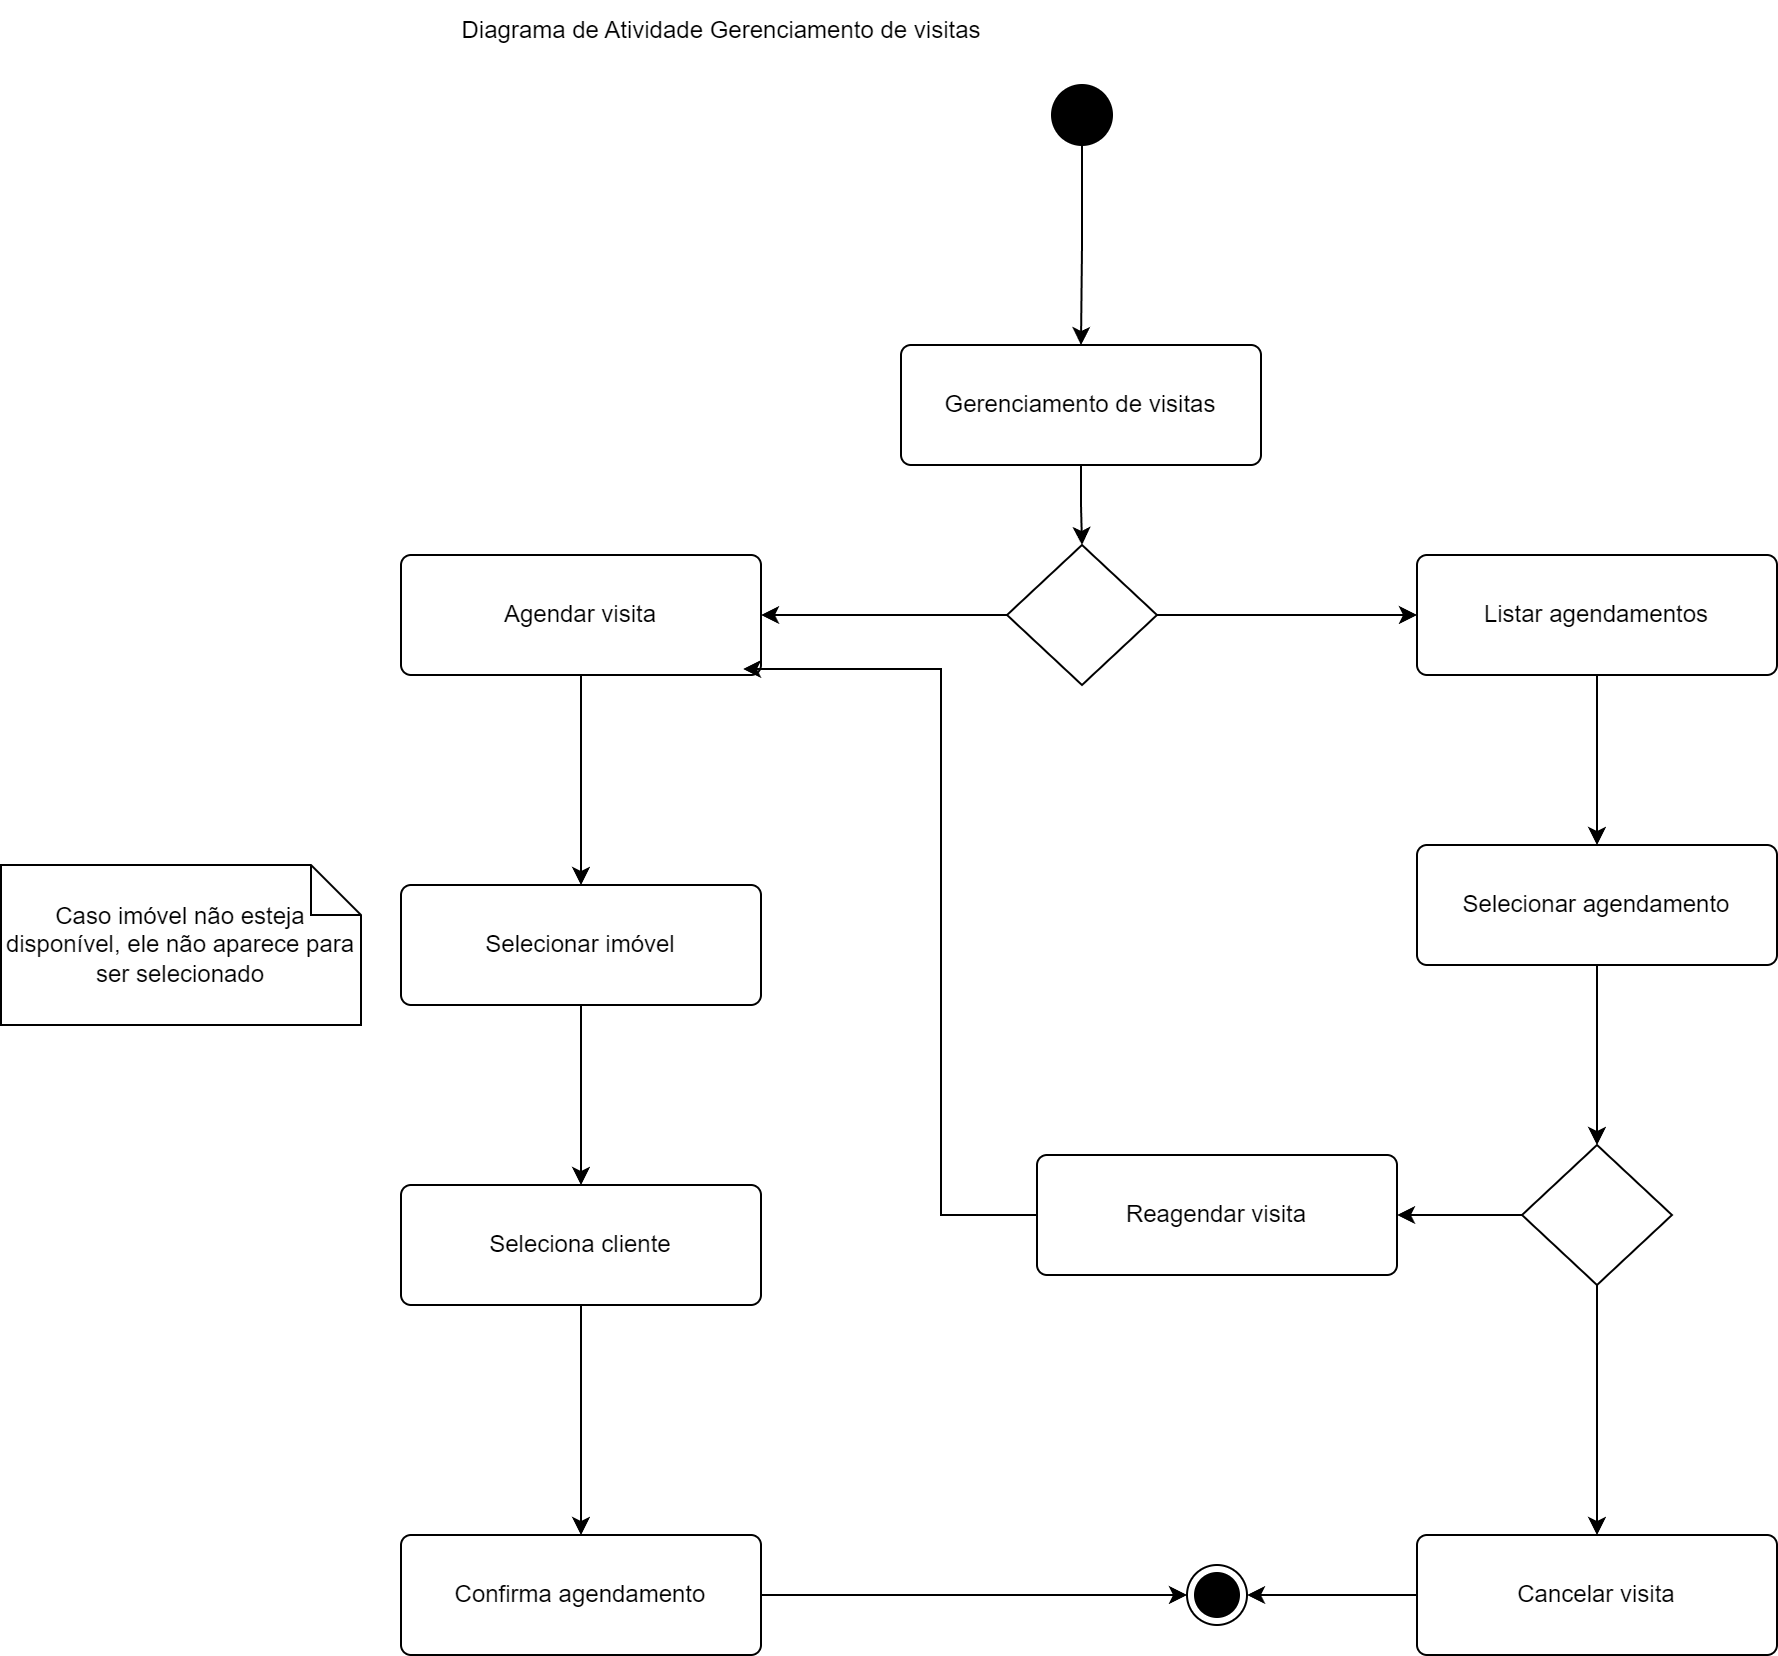 Diagrama de Atividade Gerenciamento de visitas
Gerenciamento de visitas
Agendar visita
Listar agendamentos
Caso imóvel não esteja
disponível, ele não aparece para
ser selecionado
Selecionar imóvel
Selecionar agendamento
Seleciona cliente
Reagendar visita
Confirma agendamento
Cancelar visita